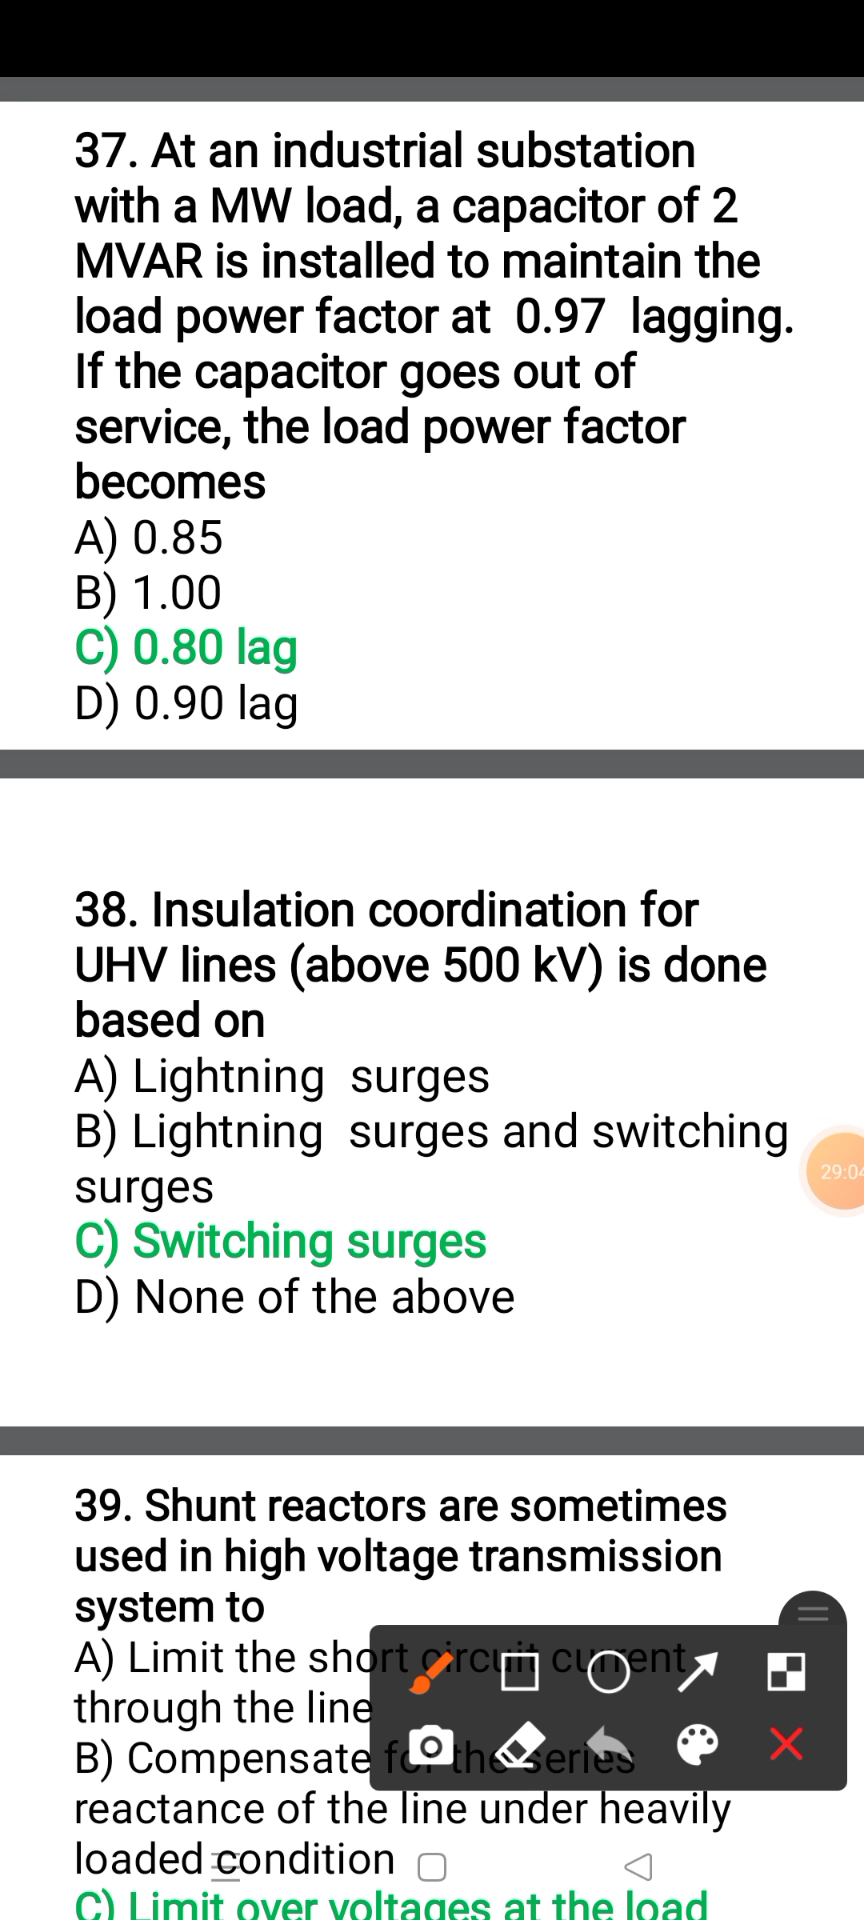 37. At an industrial substation
with a MW load, a capacitor of 2
MVAR is installed to maintain the
load power factor at 0.97 lagging.
If the capacitor goes out of
service, the load power factor
becomes
A) 0.85
B) 1.00
C) 0.80 lag
D) 0.90 lag
38. Insulation coordination for
UHV lines (above 500 kV) is done
based on
A) Lightning surges
B) Lightning surges and switching
surges
29:04
C) Switching surges
D) None of the above
39. Shunt reactors are sometimes
used in high voltage transmission
system to
A) Limit the short circuit current
through the line
B) Compensate for the series
reactance of the line under heavily
loaded condition
C) Limit over voltages at the load